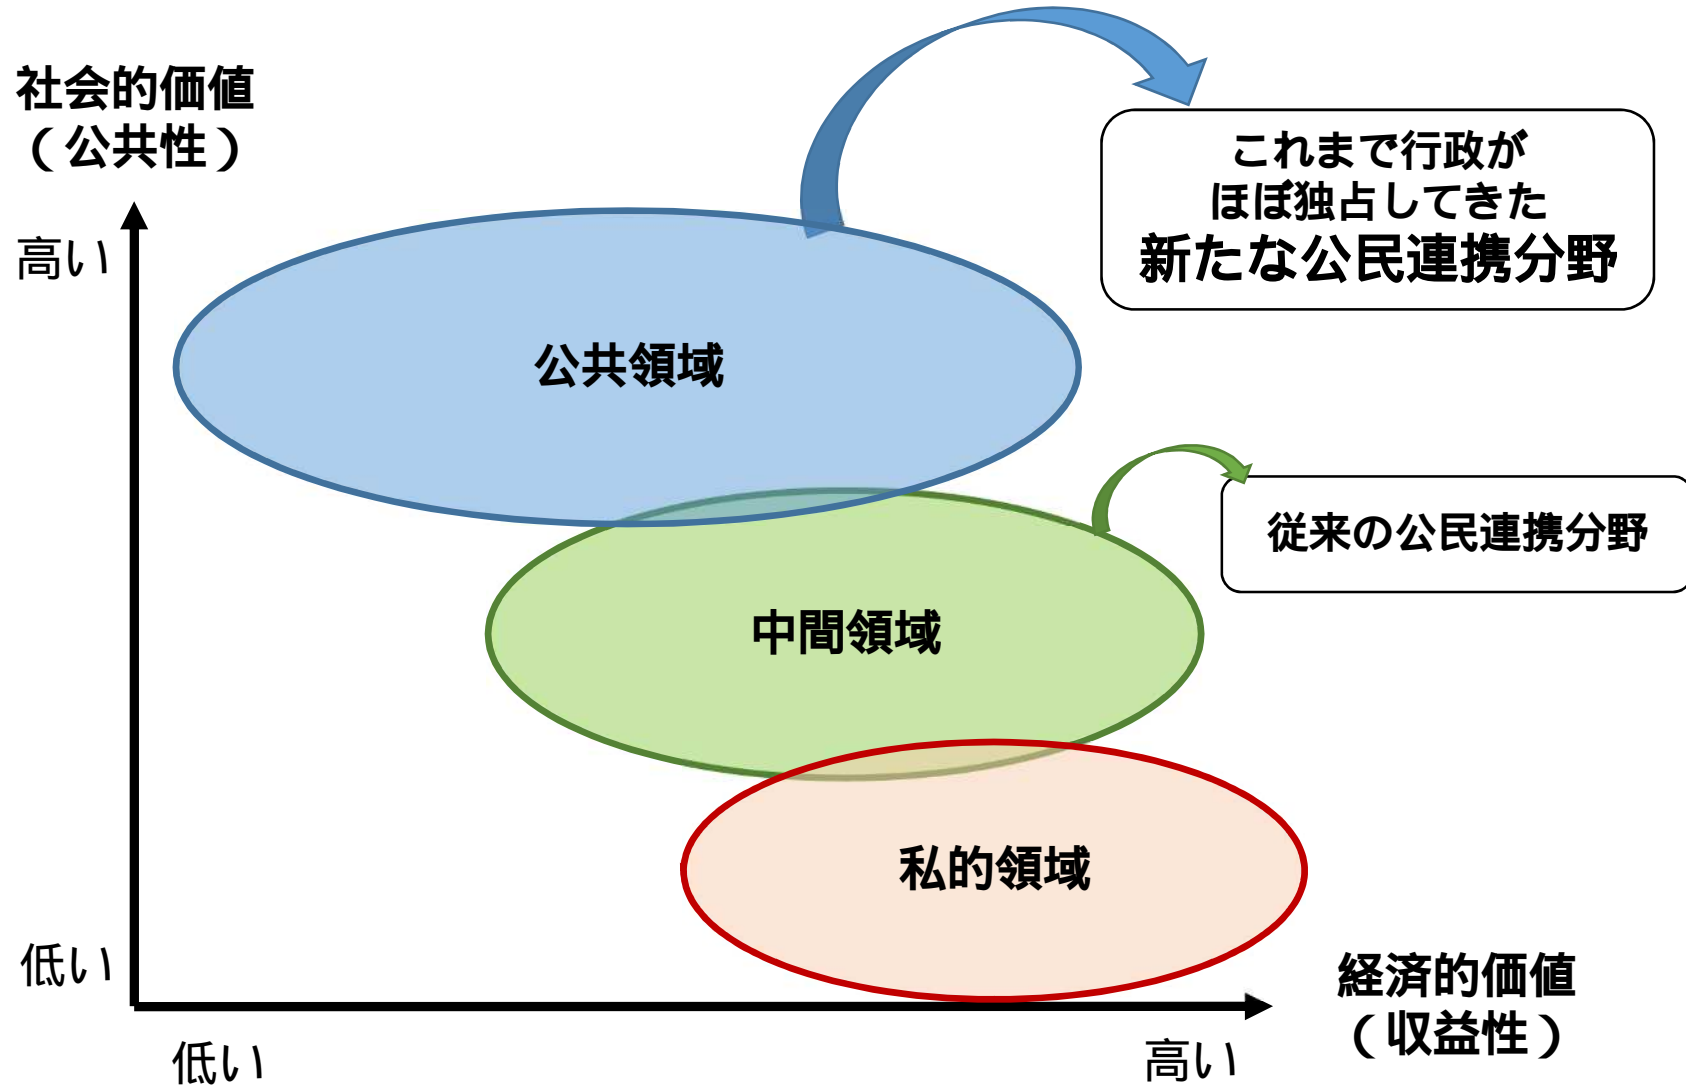 社会的価値
（公共性）
高い
これまで行政が
ほぼ独占してきた
新たな公民連携分野
公共領域
従来の公民連携分野
中間領域
私的領域
低い
経済的価値
（収益性）
低い
高い